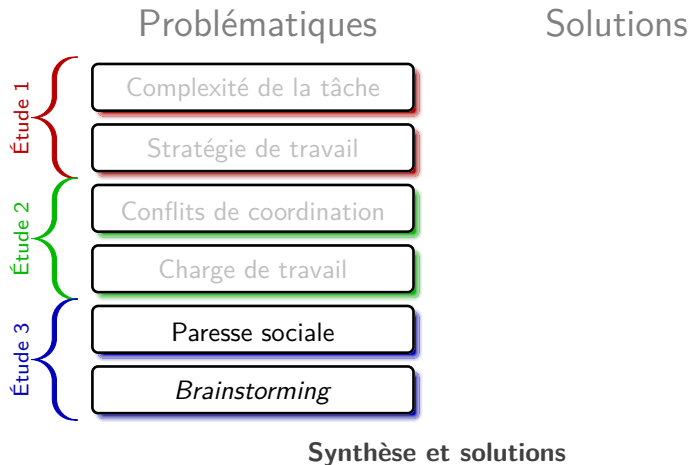 Problématiques Solutions
Étude 1
Complexité de la tâche
Stratégie de travail
Étude 2
Conflits de coordination
Charge de travail
Étude 3
Paresse sociale
Brainstorming
Synthèse et solutions